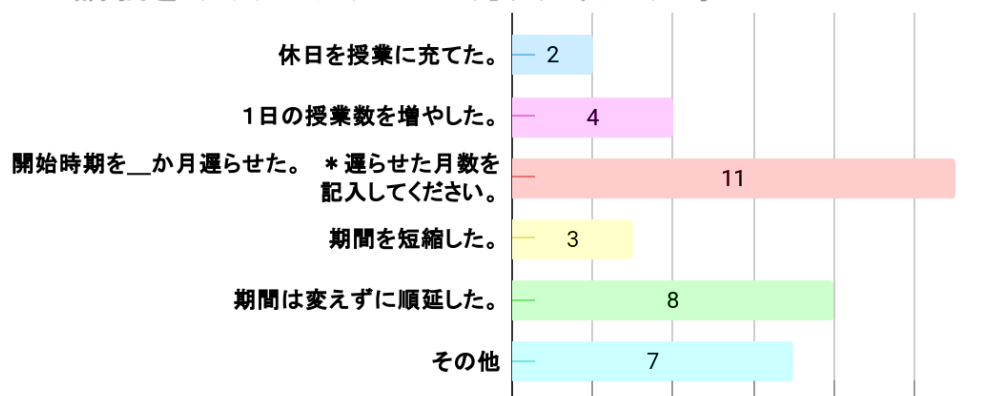 休日を授業に充てた。
2
1日の授業数を増やした。
4
開始時期を__か月遅らせた。 *遅らせた月数を
記入してください。
11
期間を短縮した。
3
期間は変えずに順延した。
8
その他
7